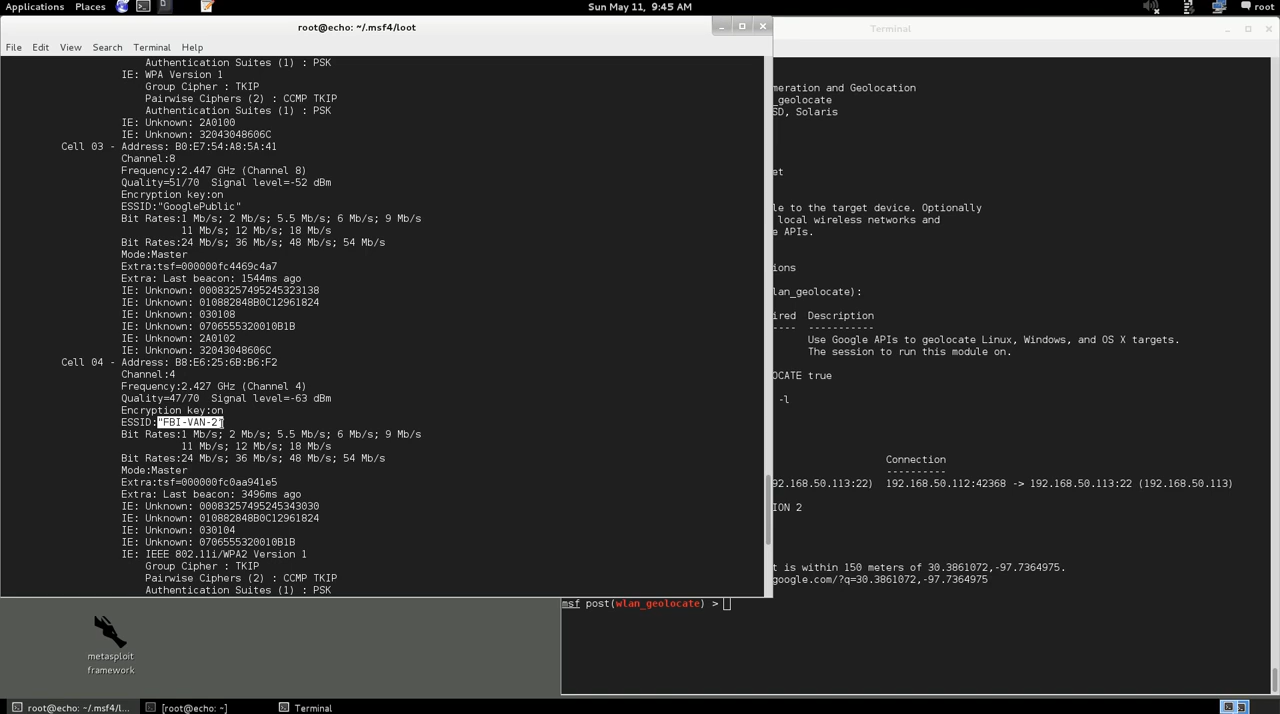 Applications Places Sun May 11, 9:45 AM root
root@echo: ~/.msf4/loot
File Edit View Search Terminal Help
Authentication Suites (1) : PSK
IE: WPA Version 1
Group Cipher : TKIP
Pairwise Ciphers (2) : CCMP TKIP
Authentication Suites (1) : PSK
IE: Unknown: 2A0100
IE: Unknown: 32043048606C
Cell 03 - Address: B0:E7:54:A8:5A:41
Channel:8
Frequency:2.447 GHz (Channel 8)
Quality=51/70 Signal level=-52 dBm
Encryption key:on
ESSID:"GooglePublic"
Bit Rates:1 Mb/s; 2 Mb/s; 5.5 Mb/s; 6 Mb/s; 9 Mb/s
11 Mb/s; 12 Mb/s; 18 Mb/s
Bit Rates:24 Mb/s; 36 Mb/s; 48 Mb/s; 54 Mb/s
Mode:Master
Extra:tsf=000000fc4469c4a7
Extra: Last beacon: 1544ms ago
IE: Unknown: 00083257495245323138
IE: Unknown: 010882848B0C12961824
IE: Unknown: 030108
IE: Unknown: 0706555320010B1B
IE: Unknown: 2A0102
IE: Unknown: 32043048606C
Cell 04 - Address: B8:E6:25:6B:B6:F2
Channel:4
Frequency:2.427 GHz (Channel 4)
Quality=47/70 Signal level=-63 dBm
Encryption key:on
ESSID:"FBI-VAN-2"
Bit Rates:1 Mb/s; 2 Mb/s; 5.5 Mb/s; 6 Mb/s; 9 Mb/s
11 Mb/s; 12 Mb/s; 18 Mb/s
Bit Rates:24 Mb/s; 36 Mb/s; 48 Mb/s; 54 Mb/s
Mode:Master
Extra:tsf=000000fc0aa941e5
Extra: Last beacon: 3496ms ago
IE: Unknown: 00083257495245343030
IE: Unknown: 010882848B0C12961824
IE: Unknown: 030104
IE: Unknown: 0706555320010B1B
IE: IEEE 802.11i/WPA2 Version 1
Group Cipher : TKIP
Pairwise Ciphers (2) : CCMP TKIP
Authentication Suites (1) : PSK
Terminal
meration and Geolocation
_geolocate
SD, Solaris
et
le to the target device. Optionally
local wireless networks and
e APIs.
ions
lan_geolocate):
ired Description
---- -----------
Use Google APIs to geolocate Linux, Windows, and OS X targets.
The session to run this module on.
OCATE true
-l
Connection
----------
92.168.50.113:22) 192.168.50.112:42368 -> 192.168.50.113:22 (192.168.50.113)
ION 2
t is within 150 meters of 30.3861072,-97.7364975.
google.com/?q=30.3861072,-97.7364975
msf post(wlan_geolocate) >
metasploit
framework
root@echo: ~/.msf4/l... [root@echo: ~] Terminal